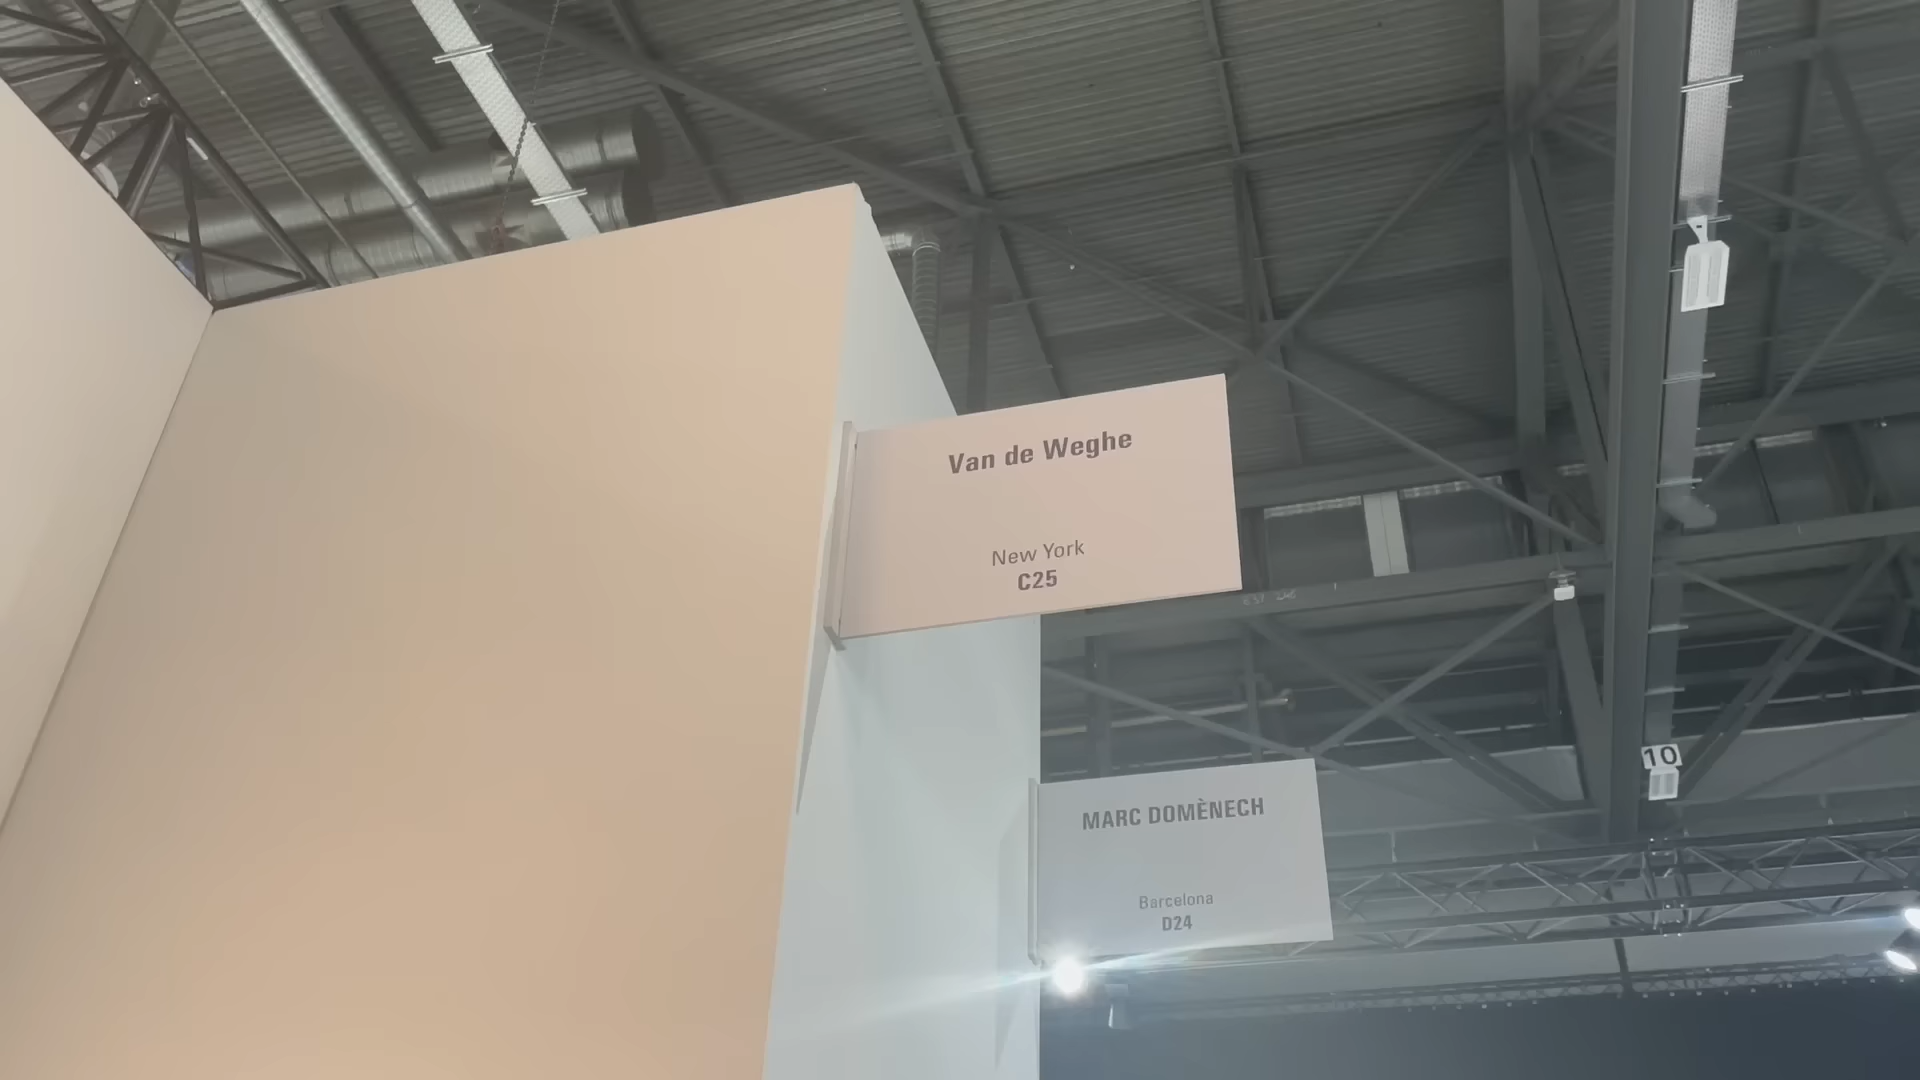 Van de Weghe
New York
C25
10
MARC DOMÈNECH
Barcelona
D24